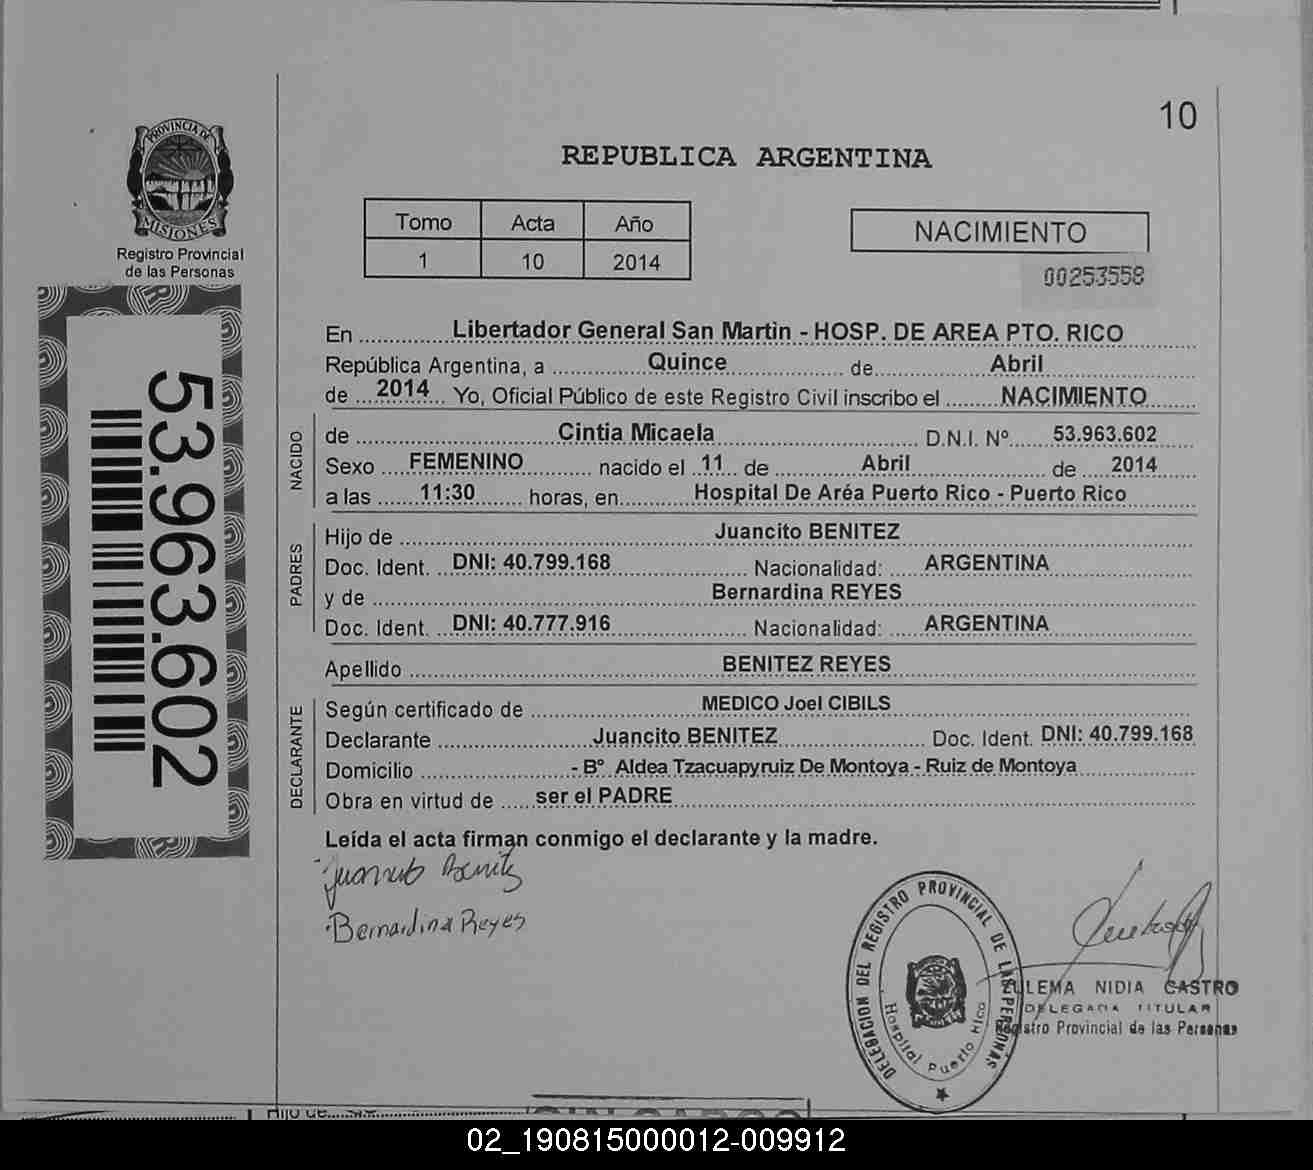 10
PROVINCIA DE
MISIONES
Registro Provincial
de las Personas
53.963.602
REPUBLICA ARGENTINA
Tomo Acta Año
1 10 2014
NACIMIENTO
00253558
En Libertador General San Martin - HOSP. DE AREA PTO. RICO
República Argentina, a Quince de Abril
de 2014 Yo, Oficial Público de este Registro Civil inscribo el NACIMIENTO
NACIDO
de Cintia Micaela D.N.I. Nº 53.963.602
Sexo FEMENINO nacido el 11 de Abril de 2014
a las 11:30 horas, en Hospital De Aréa Puerto Rico - Puerto Rico
PADRES
Hijo de Juancito BENITEZ
Doc. Ident. DNI: 40.799.168 Nacionalidad: ARGENTINA
y de Bernardina REYES
Doc. Ident. DNI: 40.777.916 Nacionalidad: ARGENTINA
Apellido BENITEZ REYES
DECLARANTE
Según certificado de MEDICO Joel CIBILS
Declarante Juancito BENITEZ Doc. Ident. DNI: 40.799.168
Domicilio - Bº Aldea Tzacuapyruiz De Montoya - Ruiz de Montoya
Obra en virtud de ser el PADRE
Leída el acta firman conmigo el declarante y la madre.
Juancito Benitez
Bernardina Reyes
DELEGACION DEL REGISTRO PROVINCIAL DE LAS PERSONAS
Hospital Puerto Rico
ZULEMA NIDIA CASTRO
DELEGADA TITULAR
Registro Provincial de las Personas
Hijo de
02_190815000012-009912